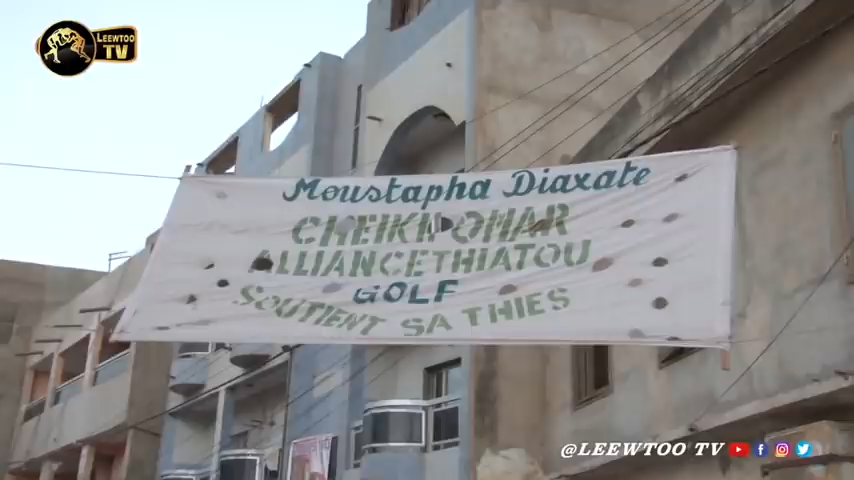 LEEWTOO
TV
Moustapha Diaxate
CHEIKH OMAR
ALLIANCE THIATOU
GOLF
SOUTIENT SA THIES
@LEEWTOO TV